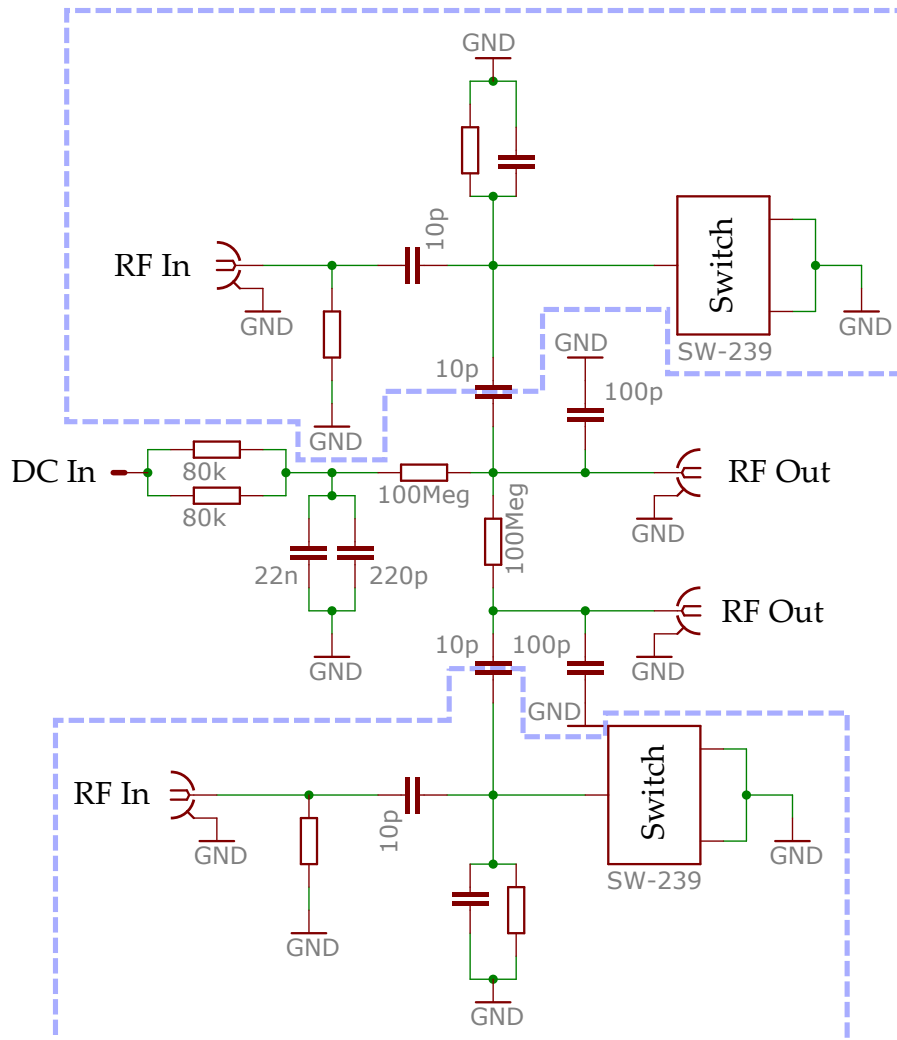 GND
10p
RF In
GND
Switch
GND
SW-239
GND
10p
100p
GND
DC In
80k
100Meg
RF Out
80k
100Meg
GND
22n
220p
RF Out
10p
100p
GND
GND
GND
RF In
10p
Switch
GND
GND
SW-239
GND
GND